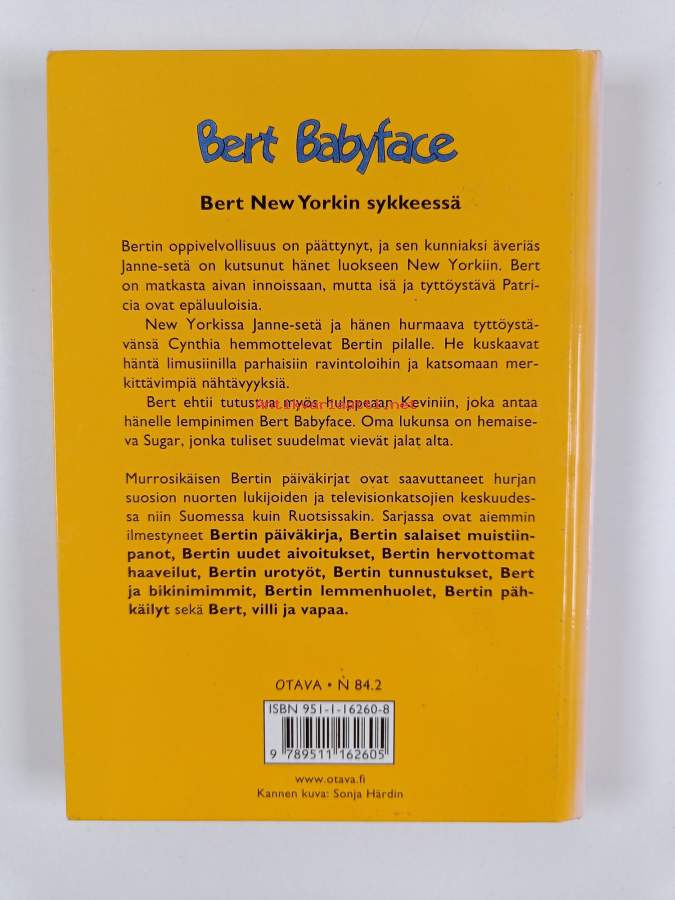 Bert Babyface
Bert New Yorkin sykkeessä
Bertin oppivelvollisuus on päättynyt, ja sen kunniaksi äveriäs
Janne-setä on kutsunut hänet luokseen New Yorkiin. Bert
on matkasta aivan innoissaan, mutta isä ja tyttöystävä Patri-
cia ovat epäluuloisia.
New Yorkissa Janne-setä ja hänen hurmaava tyttöystä-
vänsä Cynthia hemmottelevat Bertin pilalle. He kuskaavat
häntä limusiinilla parhaisiin ravintoloihin ja katsomaan mer-
kittävimpiä nähtävyyksiä.
Bert ehtii tutustua myös hulppeaan Keviniin, joka antaa
Antikvariaatti.net
hänelle lempinimen Bert Babyface. Oma lukunsa on hemaise-
va Sugar, jonka tuliset suudelmat vievät jalat alta.
Murrosikäisen Bertin päiväkirjat ovat saavuttaneet hurjan
suosion nuorten lukijoiden ja televisionkatsojien keskuudes-
sa niin Suomessa kuin Ruotsissakin. Sarjassa ovat aiemmin
ilmestyneet Bertin päiväkirja, Bertin salaiset muistiin-
panot, Bertin uudet aivoitukset, Bertin hervottomat
haaveilut, Bertin urotyöt, Bertin tunnustukset, Bert
ja bikinimimmit, Bertin lemmenhuolet, Bertin päh-
käilyt sekä Bert, villi ja vapaa.
OTAVA • N 84.2
ISBN 951-1-16260-8
9 789511 162605
www.otava.fi
Kannen kuva: Sonja Härdin